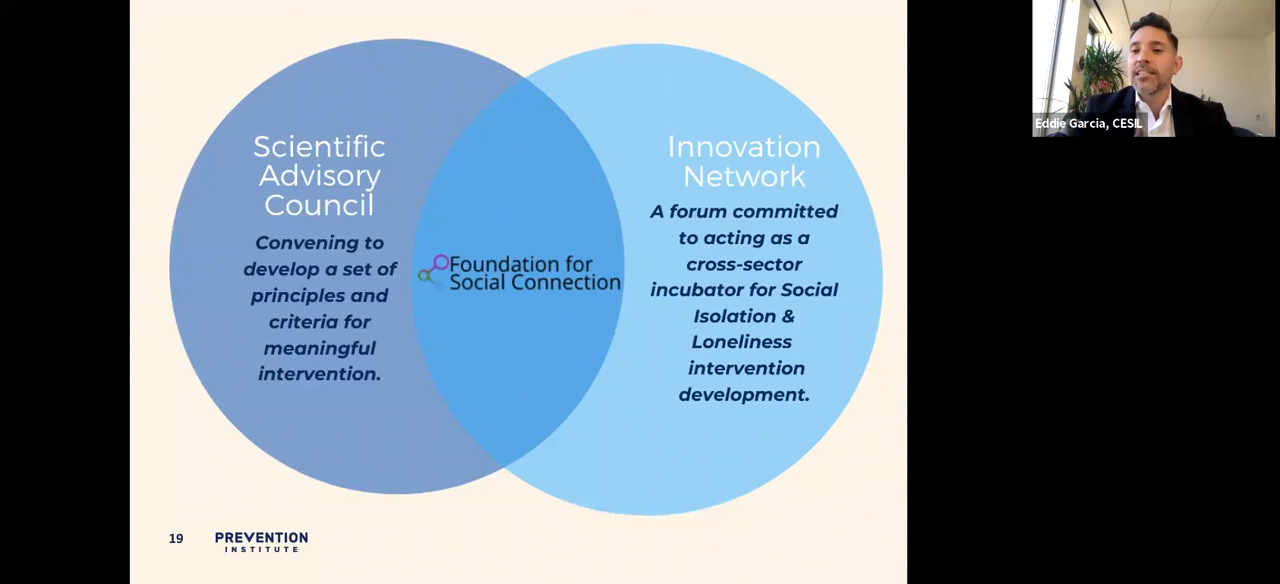 Scientific
Advisory
Council
Convening to
develop a set of
principles and
criteria for
meaningful
intervention.
Foundation for
Social Connection
Innovation
Network
A forum committed
to acting as a
cross-sector
incubator for Social
Isolation &
Loneliness
intervention
development.
19
PREVENTION
INSTITUTE
Eddie Garcia, CESIL